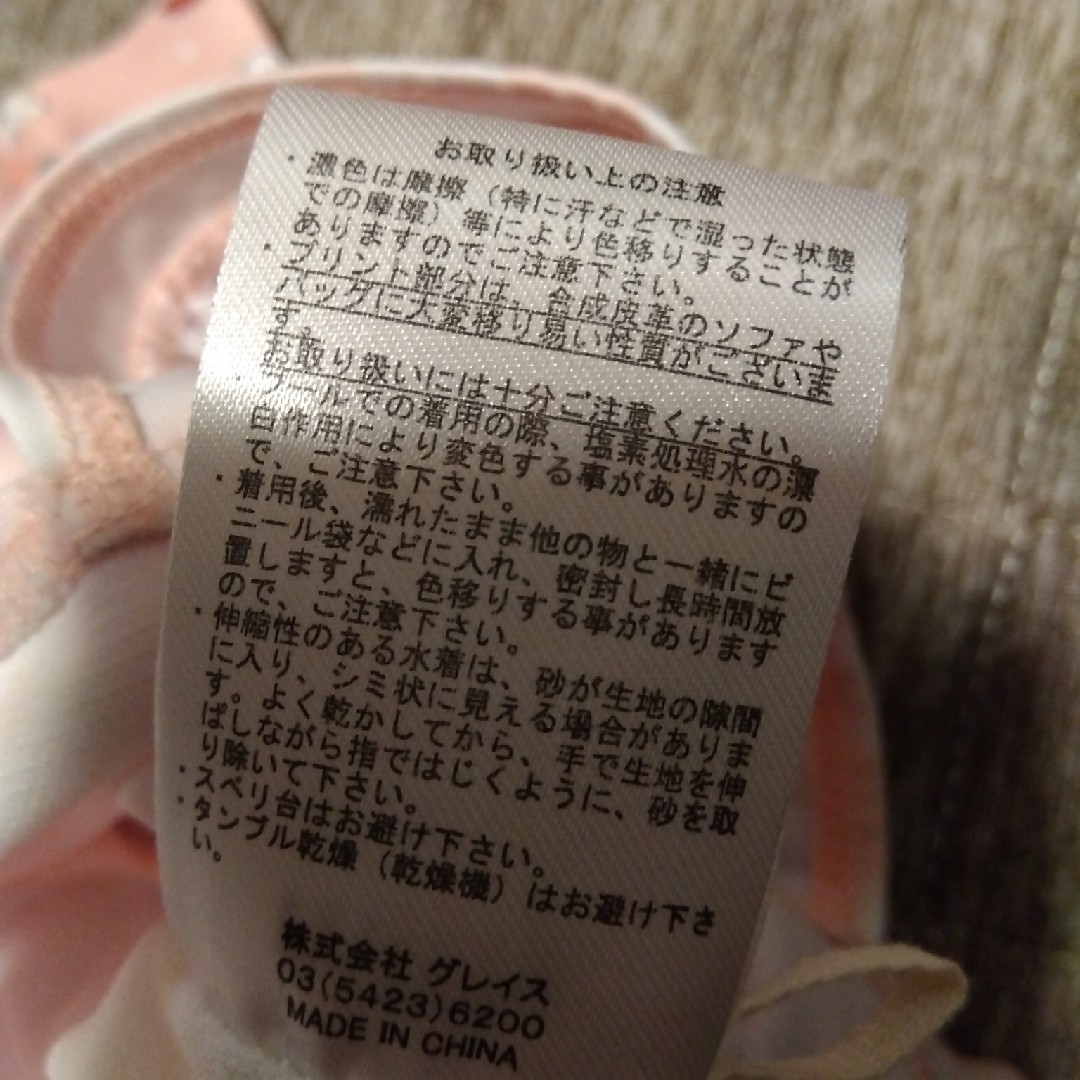 お取り扱い上の注意
・濃色は摩擦（特に汗などで湿った状態
での摩擦）等により色移りすることが
ありますのでご注意下さい。
・プリント部分は、合成皮革のソファや
バッグに大変移り易い性質がございま
す。
お取り扱いには十分ご注意ください。
・プールでの着用の際、塩素処理水の漂
白作用により変色する事がありますの
で、ご注意下さい。
・着用後、濡れたまま他の物と一緒にビ
ニール袋などに入れ、密封し長時間放
置しますと、色移りする事があります
ので、ご注意下さい。
・伸縮性のある水着は、砂が生地の隙間
に入り、シミ状に見える場合がありま
す。よく乾かしてから、手で生地を伸
ばしながら指ではじくように、砂を取
り除いて下さい。
・スベリ台はお避け下さい。
・タンブル乾燥（乾燥機）はお避け下さ
い。
株式会社 グレイス
03(5423)6200
MADE IN CHINA